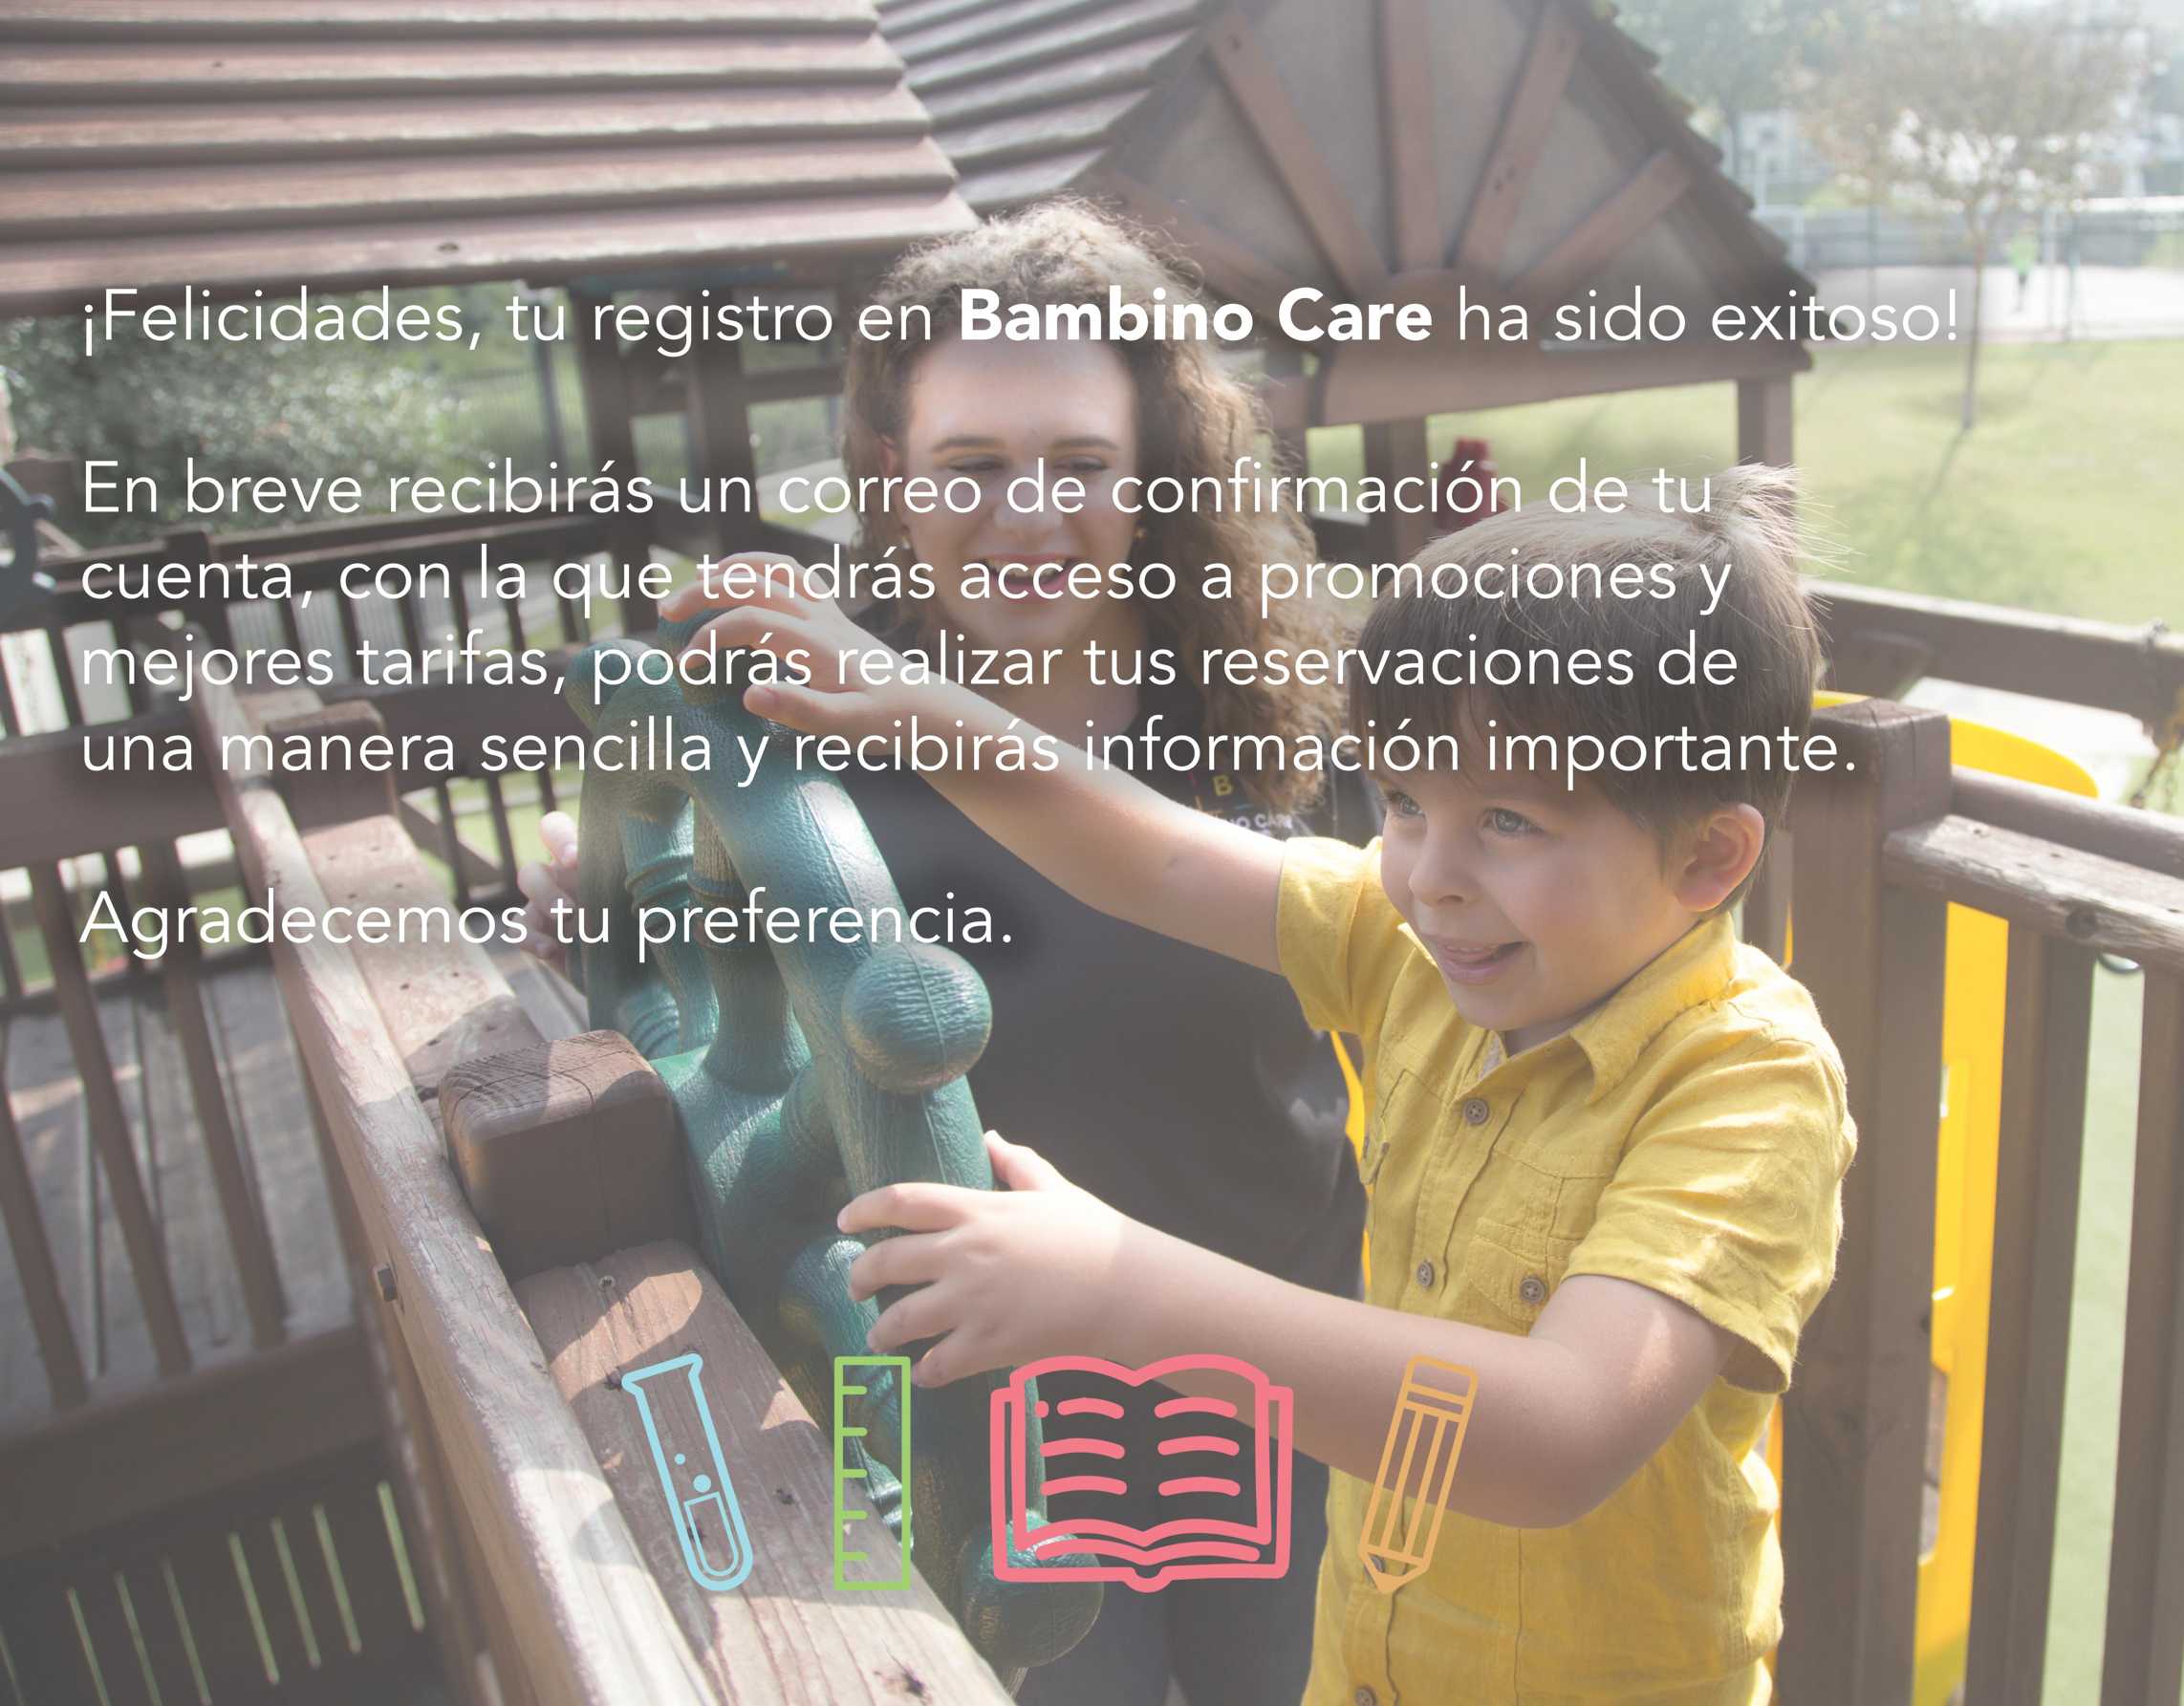 ¡Felicidades, tu registro en Bambino Care ha sido exitoso!
En breve recibirás un correo de confirmación de tu
cuenta, con la que tendrás acceso a promociones y
mejores tarifas, podrás realizar tus reservaciones de
una manera sencilla y recibirás información importante.
Agradecemos tu preferencia.
B